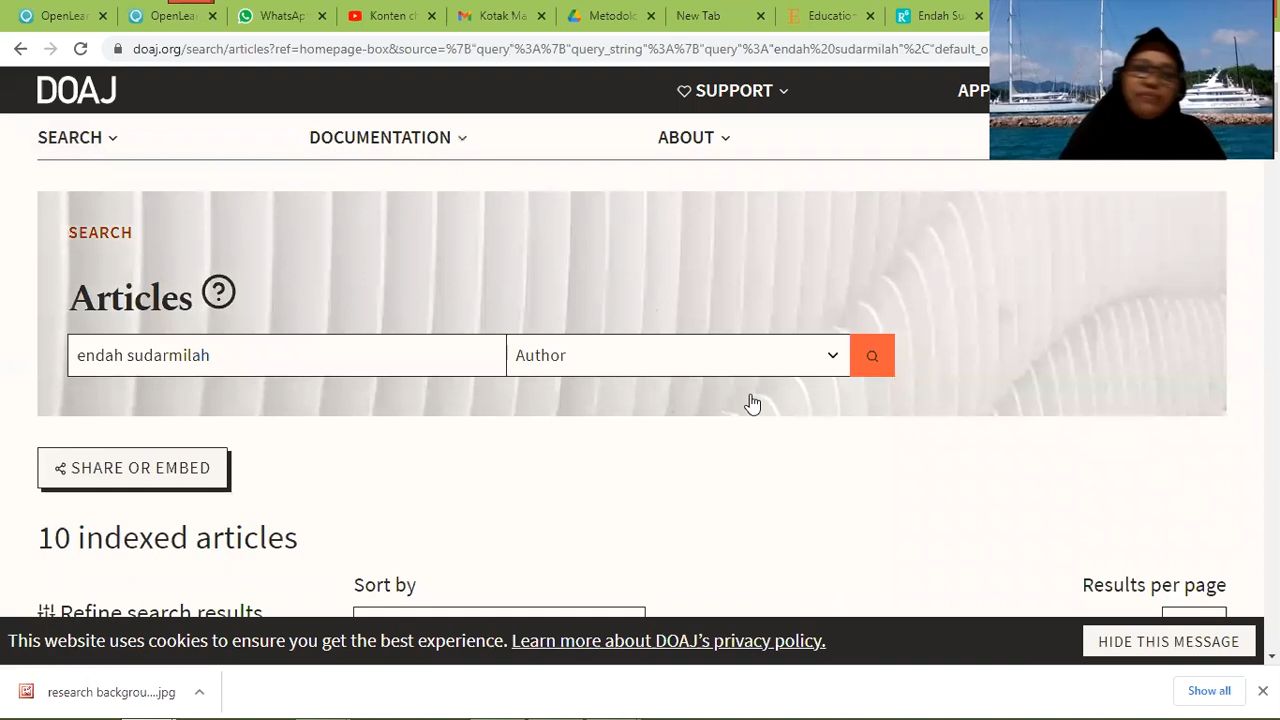 OpenLear
OpenLear
WhatsApp
Konten ch
Kotak Ma
Metodolo
New Tab
Education
Endah Su
doaj.org/search/articles?ref=homepage-box&source=%7B"query"%3A%7B"query_string"%3A%7B"query"%3A"endah%20sudarmilah"%2C"default_o
DOAJ
SUPPORT
APP
SEARCH
DOCUMENTATION
ABOUT
SEARCH
Articles ?
endah sudarmilah
Author
SHARE OR EMBED
10 indexed articles
Sort by
Results per page
Refine search results
This website uses cookies to ensure you get the best experience. Learn more about DOAJ's privacy policy.
HIDE THIS MESSAGE
research backgrou....jpg
Show all